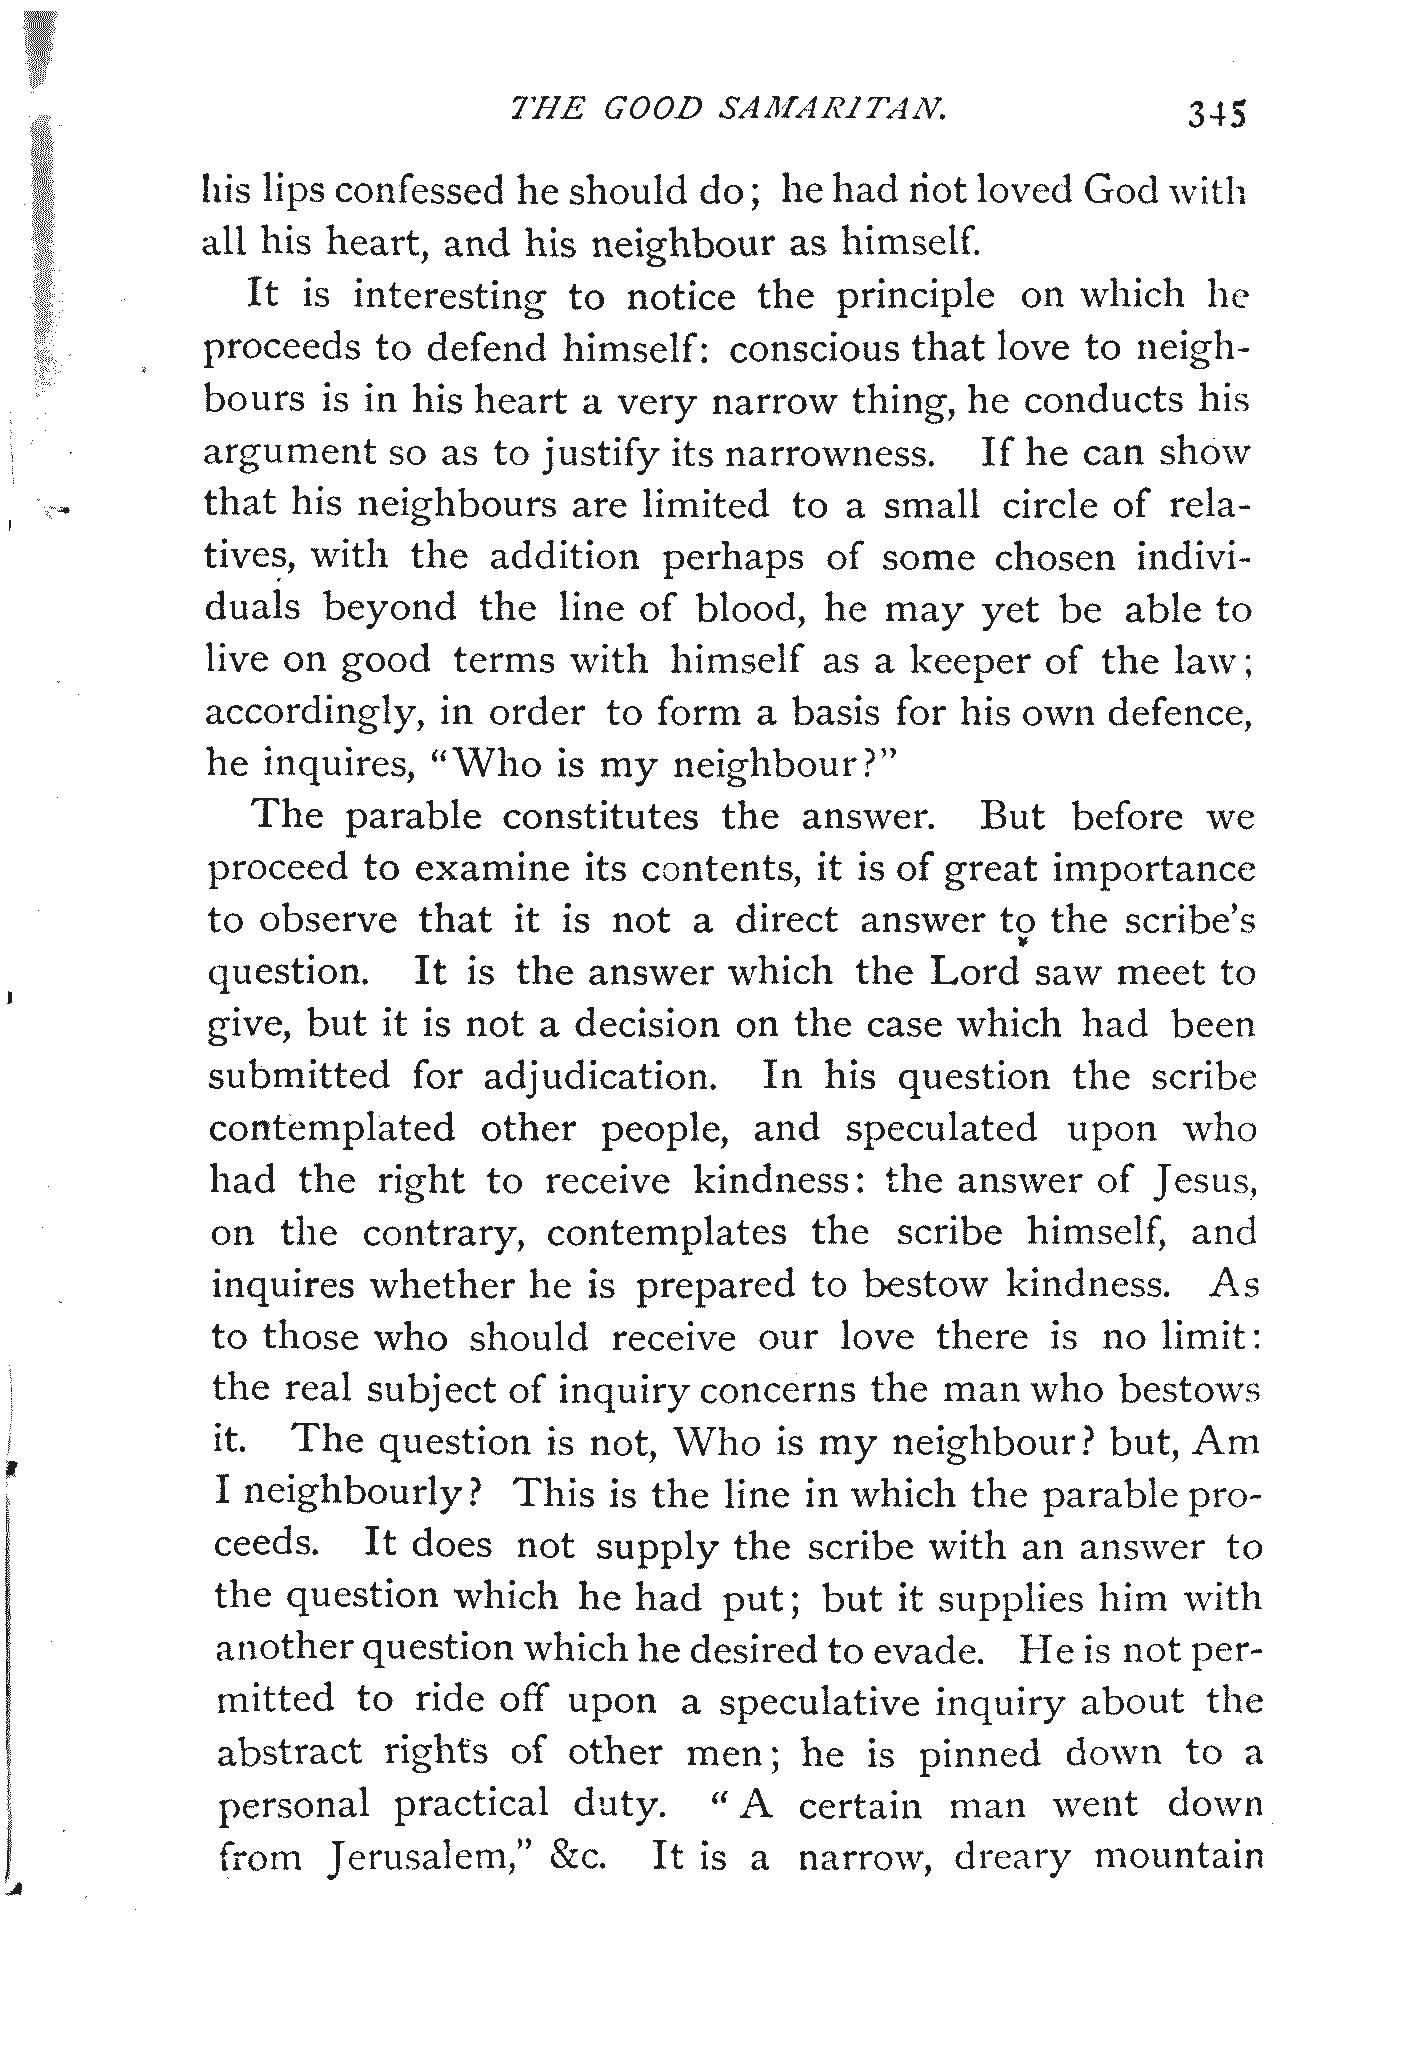 THE GOOD SAMARITAN. 345
his lips confessed he should do; he had not loved God with
all his heart, and his neighbour as himself.
It is interesting to notice the principle on which he
proceeds to defend himself: conscious that love to neigh-
bours is in his heart a very narrow thing, he conducts his
argument so as to justify its narrowness. If he can show
that his neighbours are limited to a small circle of rela-
tives, with the addition perhaps of some chosen indivi-
duals beyond the line of blood, he may yet be able to
live on good terms with himself as a keeper of the law;
accordingly, in order to form a basis for his own defence,
he inquires, "Who is my neighbour?"
The parable constitutes the answer. But before we
proceed to examine its contents, it is of great importance
to observe that it is not a direct answer to the scribe's
question. It is the answer which the Lord saw meet to
give, but it is not a decision on the case which had been
submitted for adjudication. In his question the scribe
contemplated other people, and speculated upon who
had the right to receive kindness: the answer of Jesus,
on the contrary, contemplates the scribe himself, and
inquires whether he is prepared to bestow kindness. As
to those who should receive our love there is no limit:
the real subject of inquiry concerns the man who bestows
it. The question is not, Who is my neighbour? but, Am
I neighbourly? This is the line in which the parable pro-
ceeds. It does not supply the scribe with an answer to
the question which he had put; but it supplies him with
another question which he desired to evade. He is not per-
mitted to ride off upon a speculative inquiry about the
abstract rights of other men; he is pinned down to a
personal practical duty. "A certain man went down
from Jerusalem," &c. It is a narrow, dreary mountain